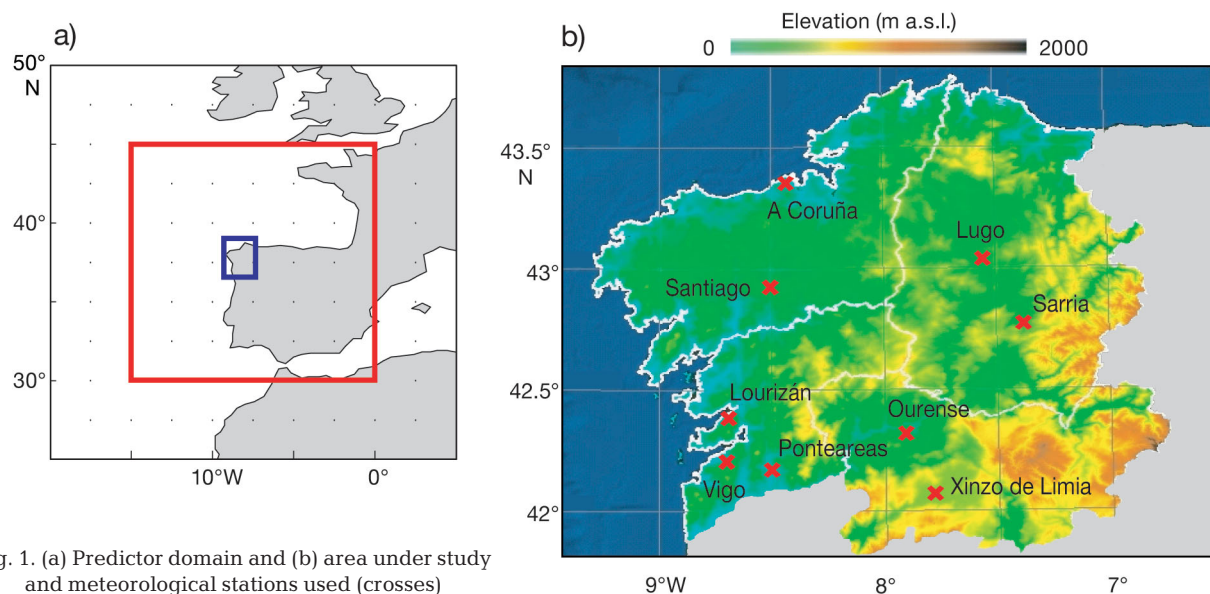 a)
50°
N
40°
30°
10°W
0°
b)
Elevation (m a.s.l.)
0
2000
43.5°
N
43°
42.5°
42°
A Coruña
Lugo
Santiago
Sarria
Lourizán
Ourense
Ponteareas
Vigo
Xinzo de Limia
9°W
8°
7°
g. 1. (a) Predictor domain and (b) area under study
and meteorological stations used (crosses)